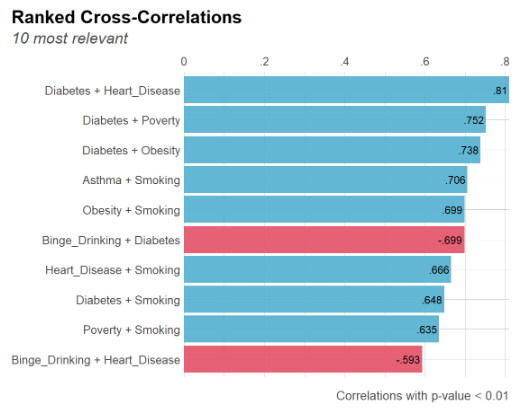 Ranked Cross-Correlations
10 most relevant
0 .2 .4 .6 .8
Diabetes + Heart_Disease .81
Diabetes + Poverty .752
Diabetes + Obesity .738
Asthma + Smoking .706
Obesity + Smoking .699
Binge_Drinking + Diabetes -.699
Heart_Disease + Smoking .666
Diabetes + Smoking .648
Poverty + Smoking .635
Binge_Drinking + Heart_Disease -.593
Correlations with p-value < 0.01